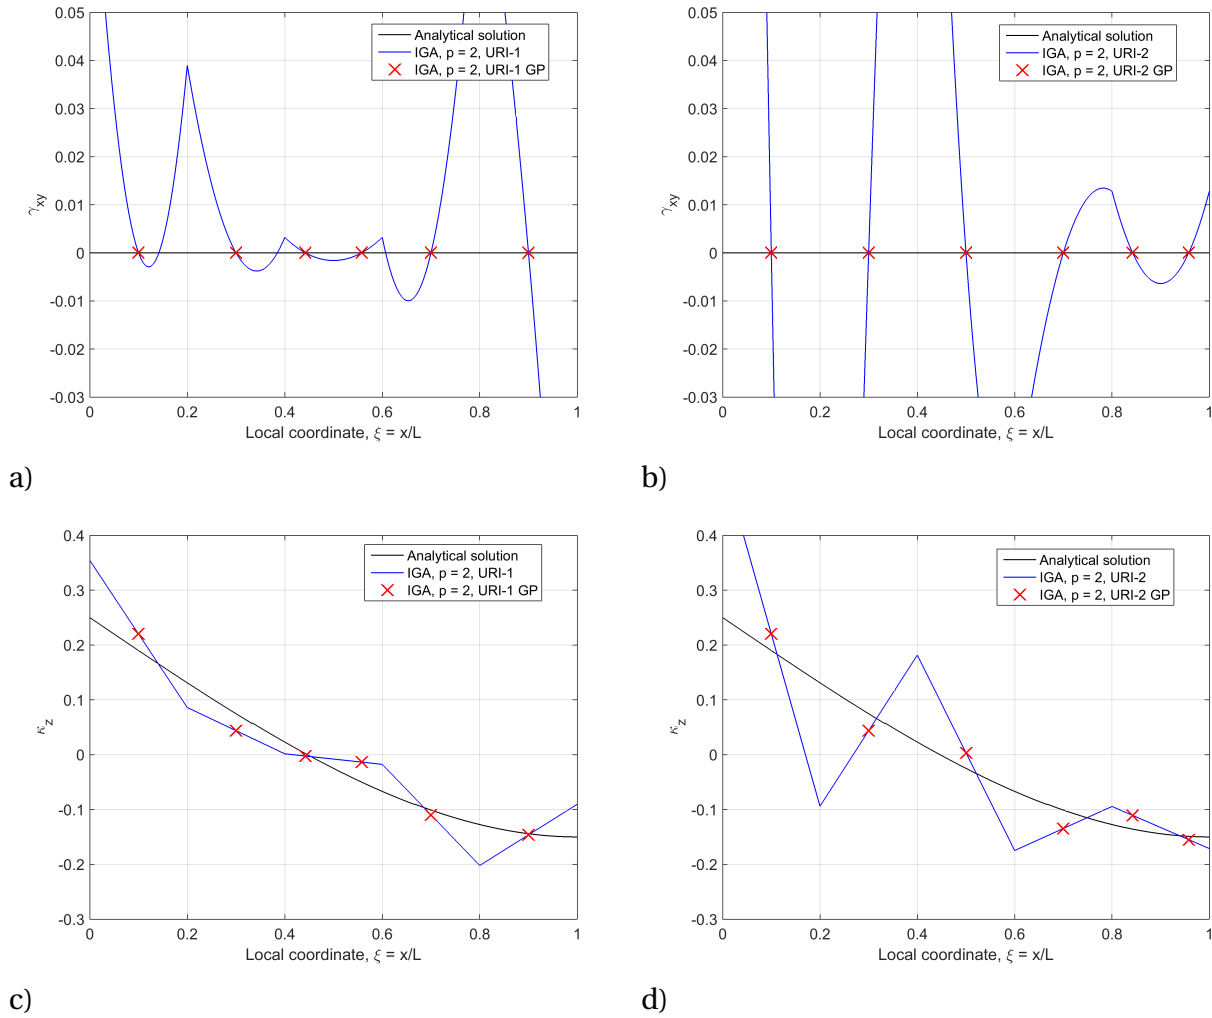 0.05
0.04
0.03
0.02
0.01
0
-0.01
-0.02
-0.03
γxy
0 0.2 0.4 0.6 0.8 1
Local coordinate, ξ = x/L
Analytical solution
IGA, p = 2, URI-1
IGA, p = 2, URI-1 GP
a)
0.05
0.04
0.03
0.02
0.01
0
-0.01
-0.02
-0.03
γxy
0 0.2 0.4 0.6 0.8 1
Local coordinate, ξ = x/L
Analytical solution
IGA, p = 2, URI-2
IGA, p = 2, URI-2 GP
b)
0.4
0.3
0.2
0.1
0
-0.1
-0.2
-0.3
κz
0 0.2 0.4 0.6 0.8 1
Local coordinate, ξ = x/L
Analytical solution
IGA, p = 2, URI-1
IGA, p = 2, URI-1 GP
c)
0.4
0.3
0.2
0.1
0
-0.1
-0.2
-0.3
κz
0 0.2 0.4 0.6 0.8 1
Local coordinate, ξ = x/L
Analytical solution
IGA, p = 2, URI-2
IGA, p = 2, URI-2 GP
d)